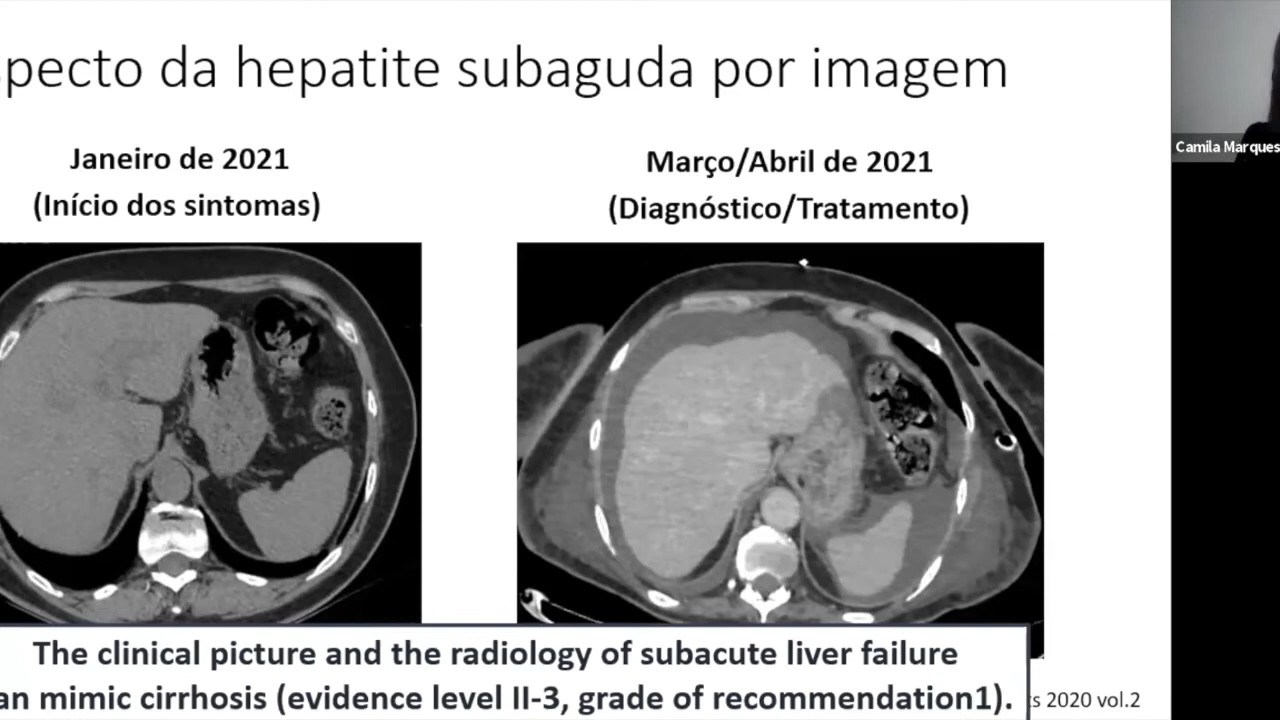 specto da hepatite subaguda por imagem
Janeiro de 2021
(Início dos sintomas)
Março/Abril de 2021
(Diagnóstico/Tratamento)
Camila Marques
The clinical picture and the radiology of subacute liver failure
an mimic cirrhosis (evidence level II-3, grade of recommendation1).
s 2020 vol.2